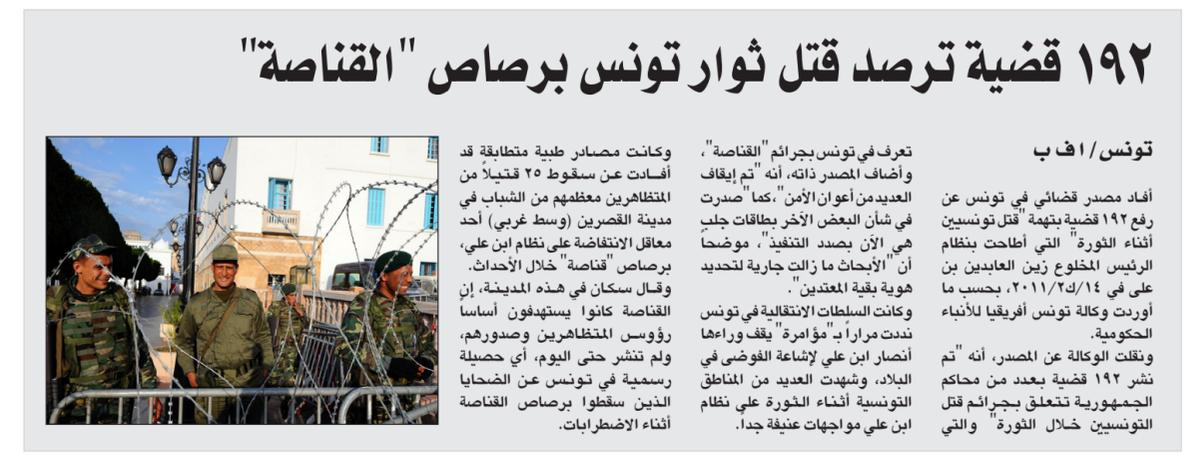 ١٩٢ قضية ترصد قتل ثوار تونس برصاص "القناصة"
تونس/ ا ف ب
أفاد مصدر قضائي في تونس عن
رفع ١٩٢ قضية بتهمة "قتل تونسيين
أثناء الثورة" التي أطاحت بنظام
الرئيس المخلوع زين العابدين بن
على في ١٤/ك٢٠١١/٢، بحسب ما
أوردت وكالة تونس أفريقيا للأنباء
الحكومية.
ونقلت الوكالة عن المصدر، أنه "تم
نشر ١٩٢ قضية بعدد من محاكم
الجمهورية تتعلق بجرائم قتل
التونسيين خلال الثورة" والتي
تعرف في تونس بجرائم "القناصة"،
وأضاف المصدر ذاته، أنه "تم إيقاف
العديد من أعوان الأمن"، كما "صدرت
في شأن البعض الآخر بطاقات جلب
هي الآن بصدد التنفيذ"، موضحاً
أن "الأبحاث ما زالت جارية لتحديد
هوية بقية المعتدين".
وكانت السلطات الانتقالية في تونس
نددت مراراً بـ"مؤامرة" يقف وراءها
أنصار ابن علي لإشاعة الفوضى في
البلاد، وشهدت العديد من المناطق
التونسية أثناء الثورة على نظام
ابن علي مواجهات عنيفة جداً.
وكانت مصادر طبية متطابقة قد
أفادت عن سقوط ٢٥ قتيلاً من
المتظاهرين معظمهم من الشباب في
مدينة القصرين (وسط غربي) أحد
معاقل الانتفاضة على نظام ابن علي،
برصاص "قناصة" خلال الأحداث.
وقال سكان في هذه المدينة، إن
القناصة كانوا يستهدفون أساساً
رؤوس المتظاهرين وصدورهم،
ولم تنشر حتى اليوم، أي حصيلة
رسمية في تونس عن الضحايا
الذين سقطوا برصاص القناصة
أثناء الاضطرابات.